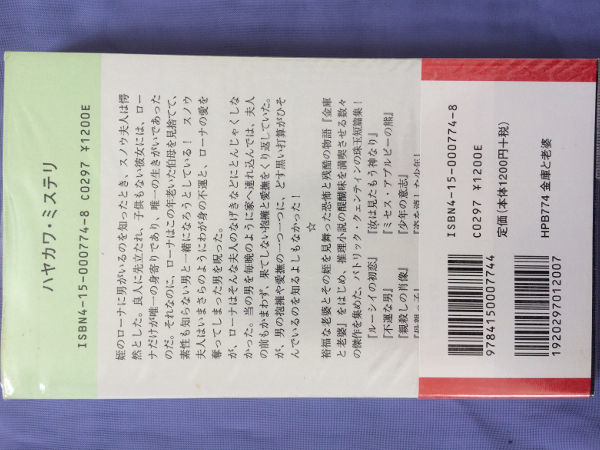 ハヤカワ・ミステリ
ISBN4-15-000774-8 C0297 ¥1200E
姪のローナに男がいるのを知ったとき、スノウ夫人は愕
然とした。良人に先立たれ、子供もない彼女には、ロー
ナだけが唯一の身寄りであり、唯一の生きがいであった
のだ。それなのに、ローナはこの年老いた伯母を見捨てて、
素性も知らない男と一緒になろうとしている! スノウ
夫人はいまさらのようにわが身の不運と、ローナの愛を
奪ってしまった男を呪った。
が、ローナはそんな夫人のなげきなどにとんじゃくしな
かった。当の男を毎晩のように家へ連れ込んでは、夫人
の前もかまわず、果てしない抱擁と愛撫をくり返していた。
が、男の抱擁や愛撫の一つ一つに、どす黒い打算がひそ
んでいるのを知るよしもなかった!
☆
裕福な老婆とその姪を見舞った恐怖と残酷の物語『金庫
と老婆』をはじめ、推理小説の醍醐味を満喫させる数々
の傑作を集めた、パトリック・クェンティンの珠玉短篇集!
『ルーシイの初恋』 『汝は見たもう神なり』
『不運な男』 『ミセス・アプルビーの熊』
『親殺しの肖像』 『少年の意志』
ISBN4-15-000774-8
C0297 ¥1200E
定価(本体1200円+税)
HPB774 金庫と老婆
9784150007744
1920297012007